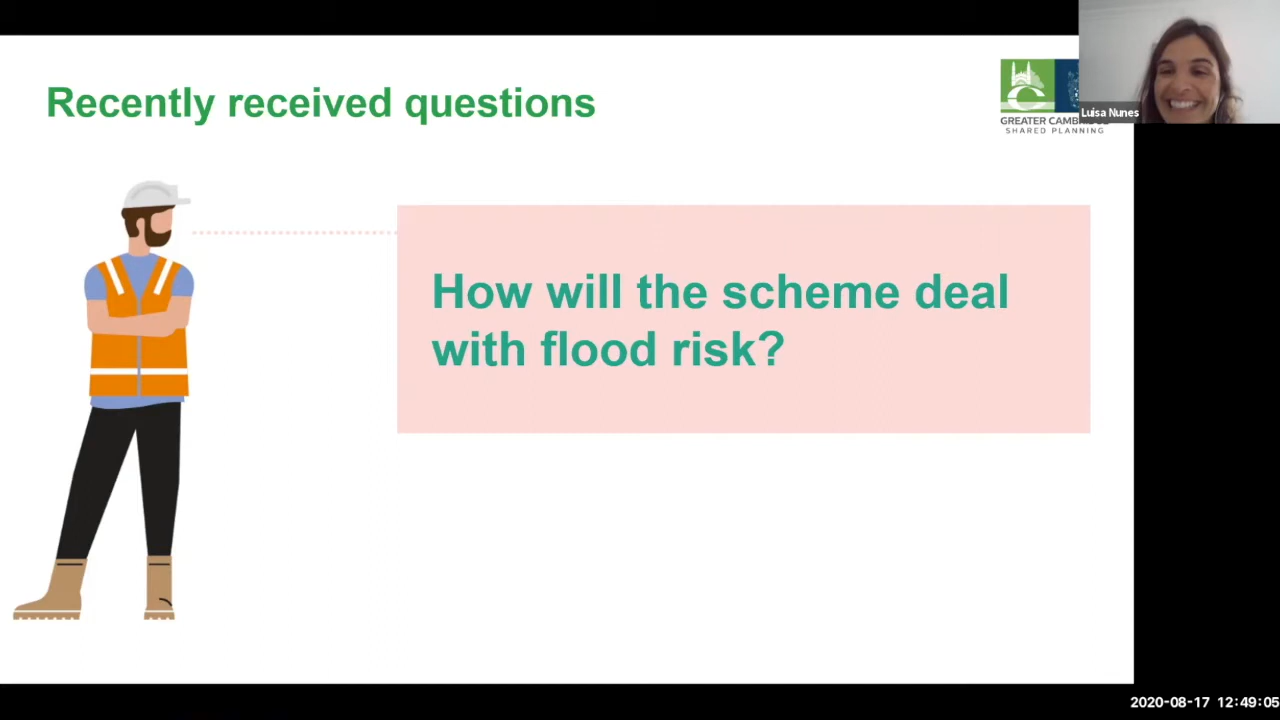 Recently received questions
GREATER CAMB
SHARED PLANNING
Luisa Nunes
How will the scheme deal
with flood risk?
2020-08-17 12:49:05